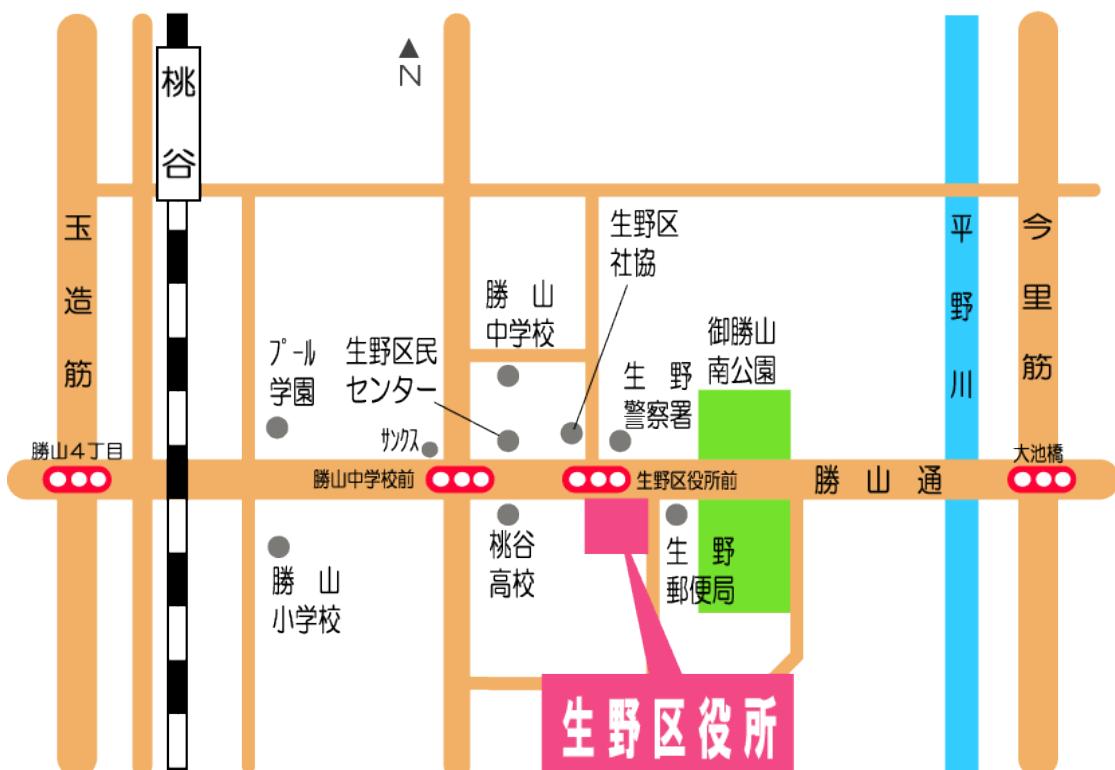 桃谷
N
玉造筋
生野区
社協
平野川
今里筋
勝山
中学校
御勝山
南公園
プール
学園
生野区民
センター
生野
警察署
サンクス
勝山4丁目
勝山中学校前
生野区役所前
勝山通
大池橋
桃谷
高校
生野
郵便局
勝山
小学校
生野区役所